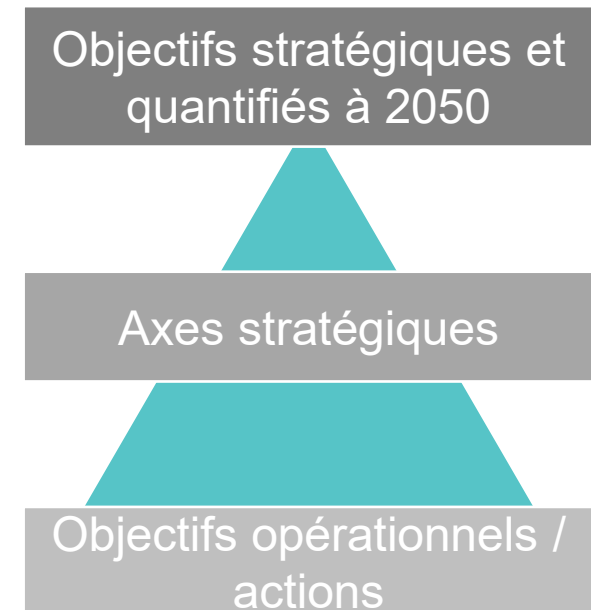 Objectifs stratégiques et
quantifiés à 2050
Axes stratégiques
Objectifs opérationnels /
actions